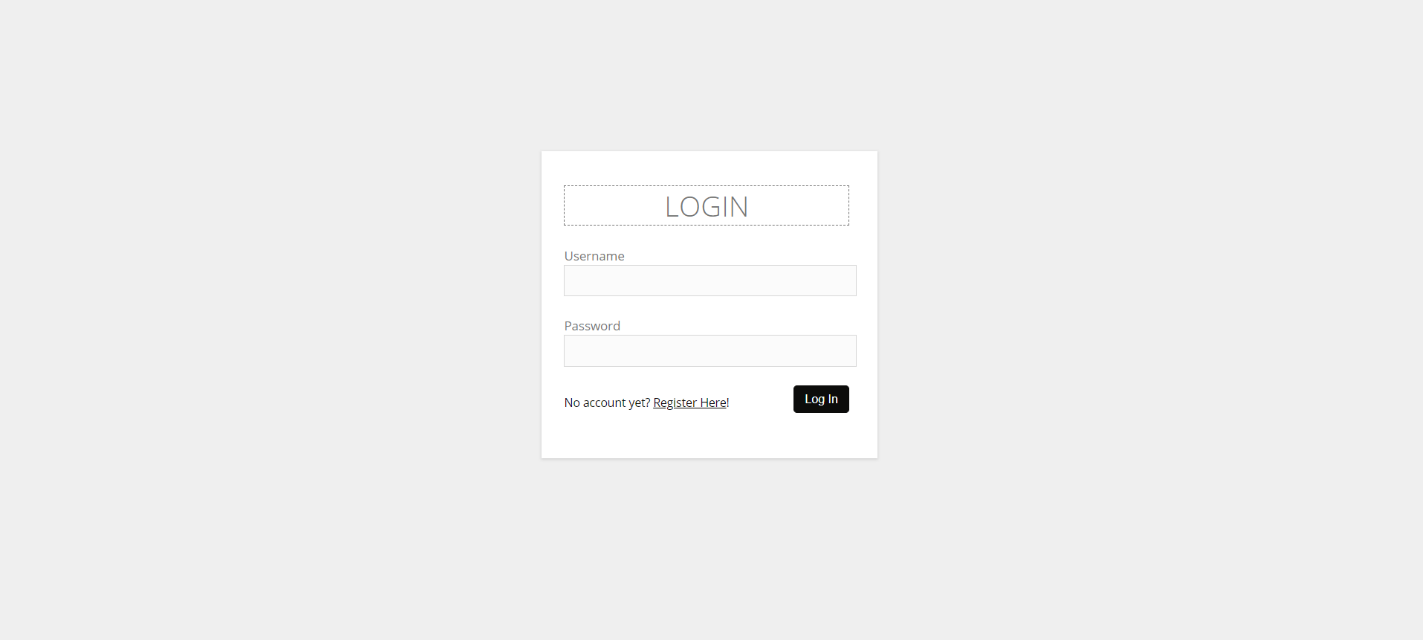 LOGIN
Username
Password
No account yet? Register Here!
Log In